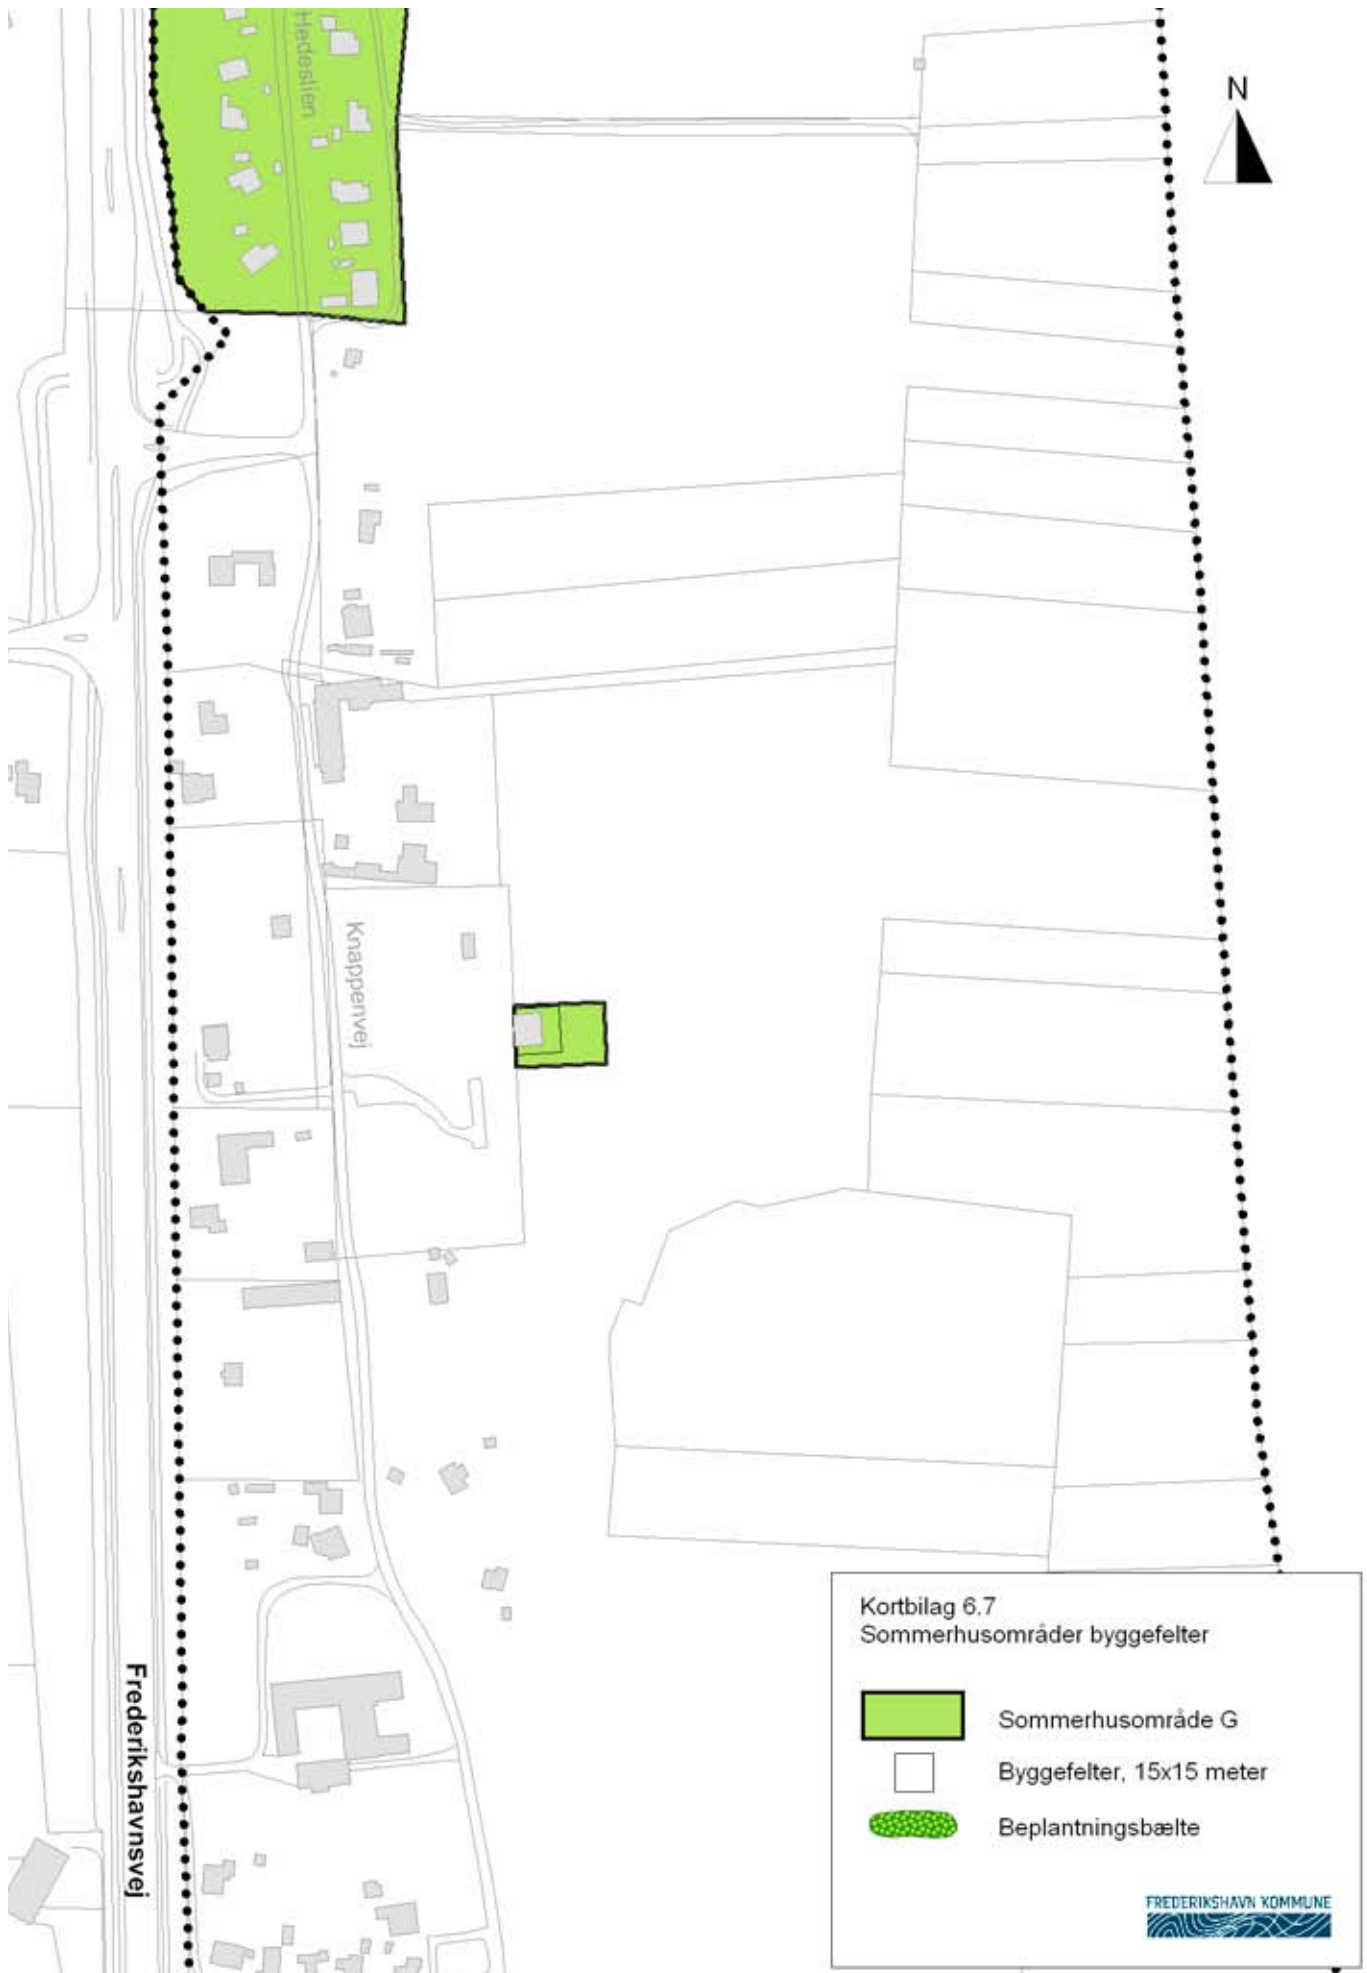 Hedestien
N
Knappenvej
Frederikshavnsvej
Kortbilag 6.7
Sommerhusområder byggefelter
Sommerhusområde G
Byggefelter, 15x15 meter
Beplantningsbælte
FREDERIKSHAVN KOMMUNE